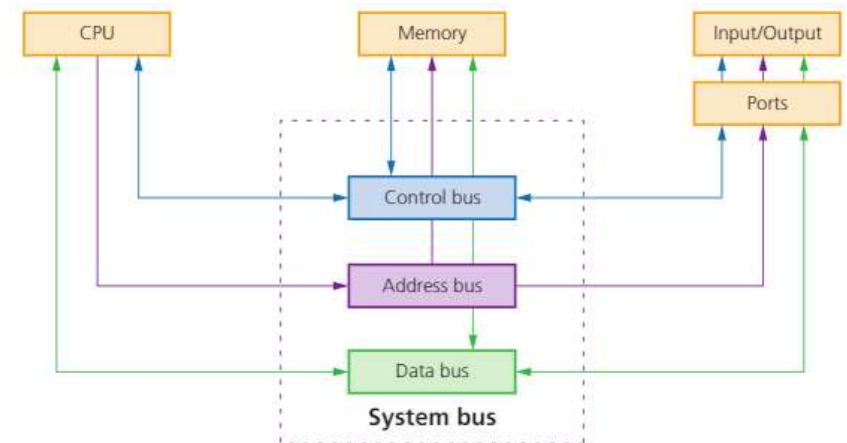 CPU
Memory
Input/Output
Ports
Control bus
Address bus
Data bus
System bus